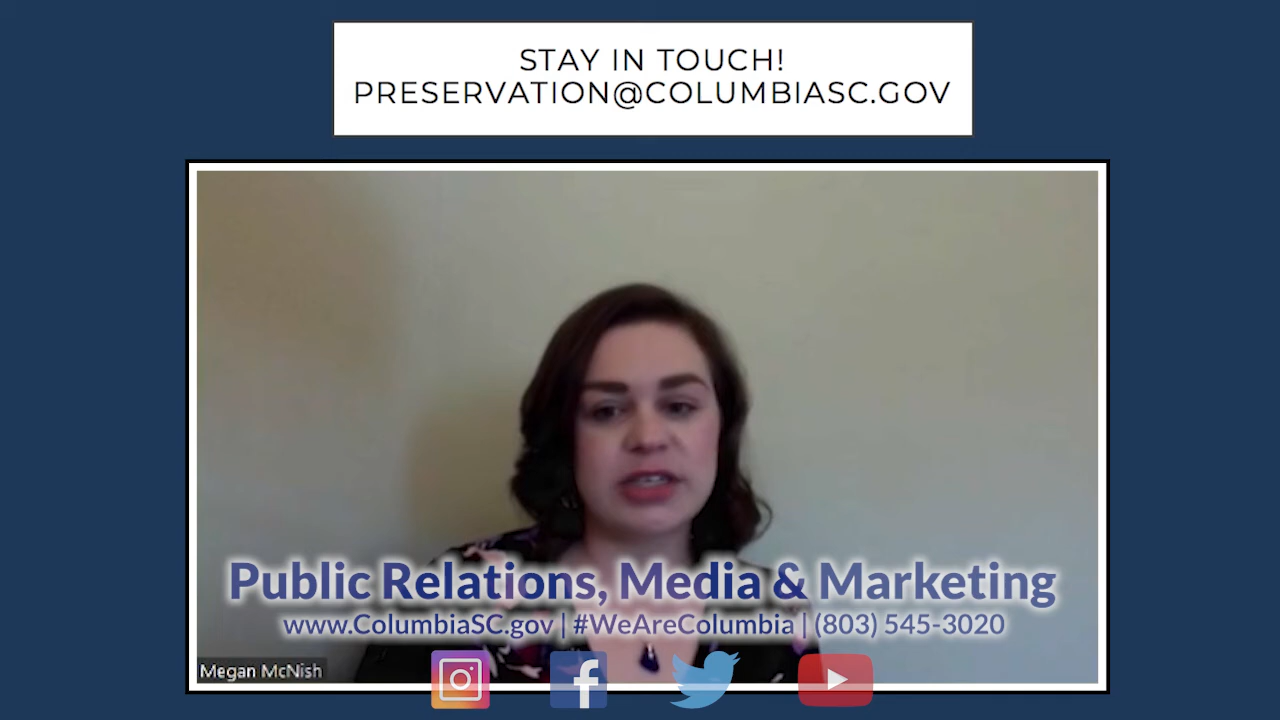 STAY IN TOUCH!
PRESERVATION@COLUMBIASC.GOV
Public Relations, Media & Marketing
www.ColumbiaSC.gov | #WeAreColumbia | (803) 545-3020
Megan McNish